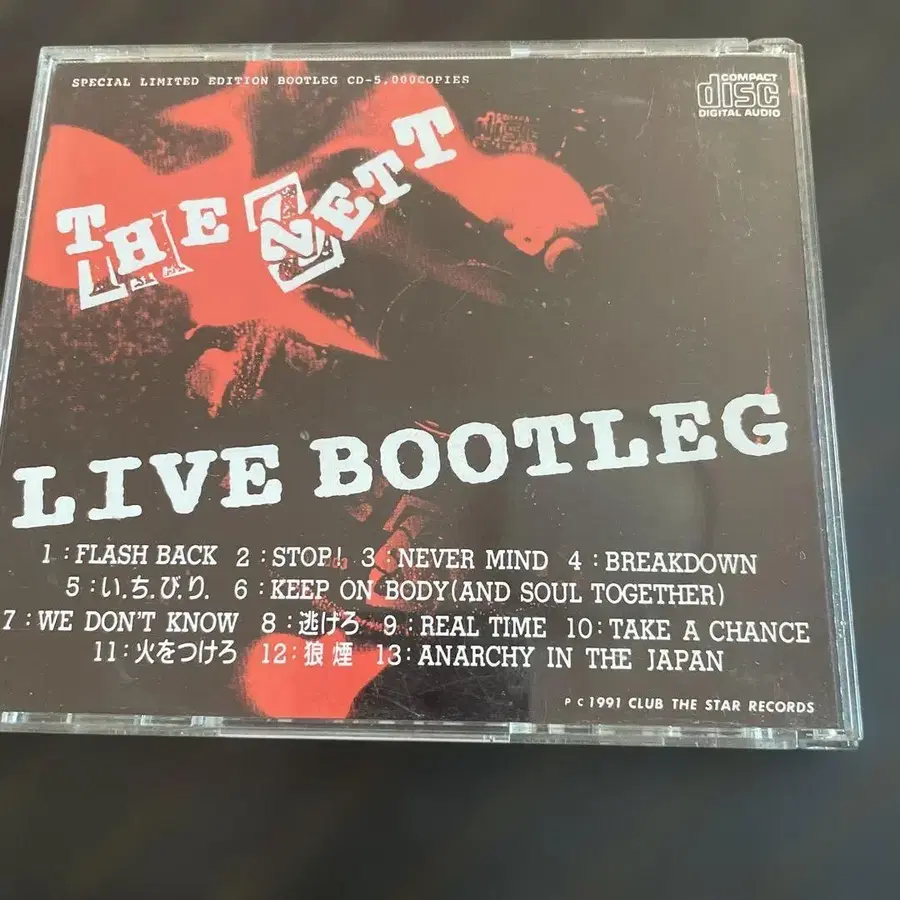 SPECIAL LIMITED EDITION BOOTLEG CD-5,000COPIES
COMPACT
disc
DIGITAL AUDIO
THE ZETT
LIVE BOOTLEG
1:FLASH BACK 2:STOP! 3:NEVER MIND 4:BREAKDOWN
5:い.ち.び.り. 6:KEEP ON BODY(AND SOUL TOGETHER)
7:WE DON'T KNOW 8:逃げろ 9:REAL TIME 10:TAKE A CHANCE
11:火をつけろ 12:狼煙 13:ANARCHY IN THE JAPAN
P C 1991 CLUB THE STAR RECORDS